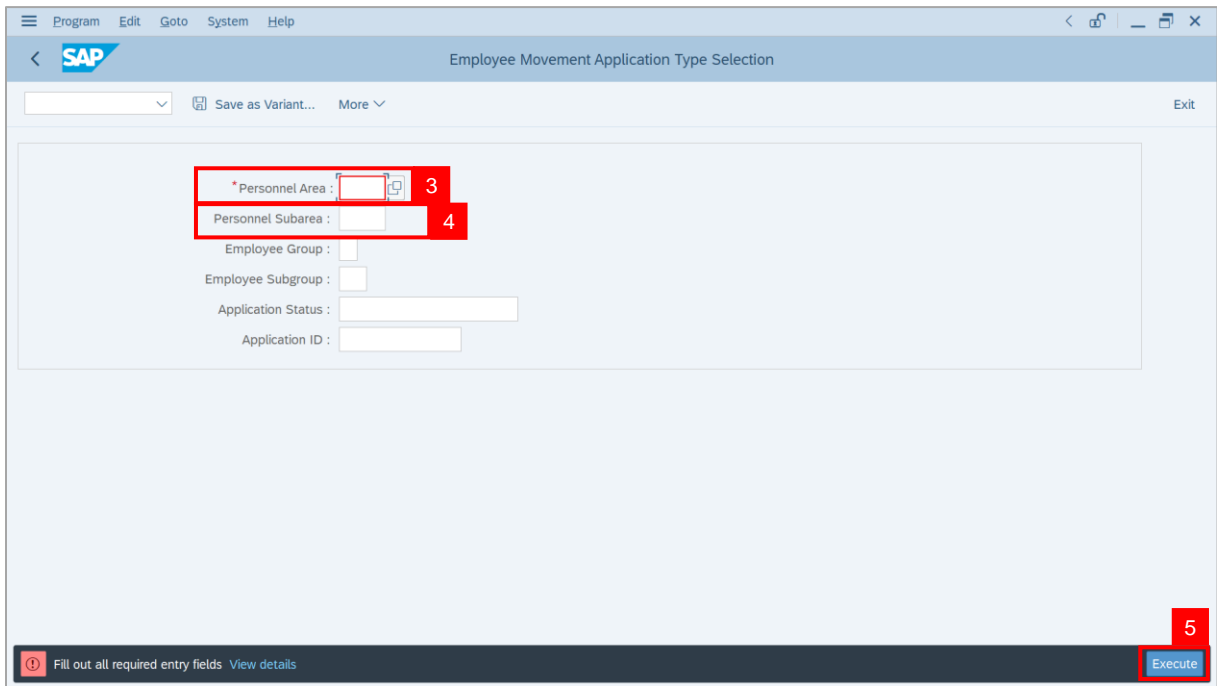 Program Edit Goto System Help
SAP Employee Movement Application Type Selection
Save as Variant... More Exit
*Personnel Area : 3
Personnel Subarea : 4
Employee Group :
Employee Subgroup :
Application Status :
Application ID :
5
Fill out all required entry fields View details Execute